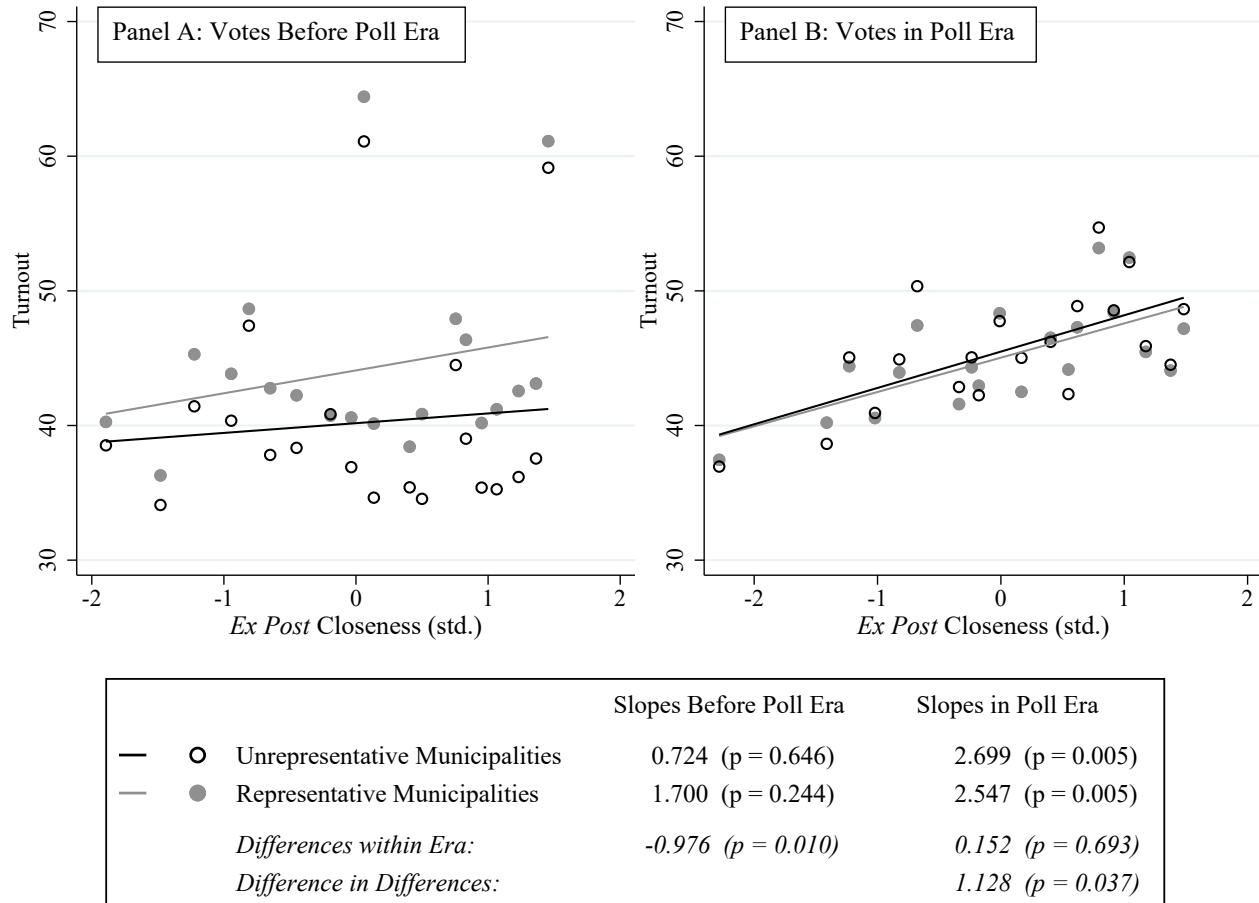 Panel A: Votes Before Poll Era
70
60
50
40
30
Turnout
-2 -1 0 1 2
Ex Post Closeness (std.)
Panel B: Votes in Poll Era
70
60
50
40
30
Turnout
-2 -1 0 1 2
Ex Post Closeness (std.)
Slopes Before Poll Era Slopes in Poll Era
Unrepresentative Municipalities 0.724 (p = 0.646) 2.699 (p = 0.005)
Representative Municipalities 1.700 (p = 0.244) 2.547 (p = 0.005)
Differences within Era: -0.976 (p = 0.010) 0.152 (p = 0.693)
Difference in Differences: 1.128 (p = 0.037)